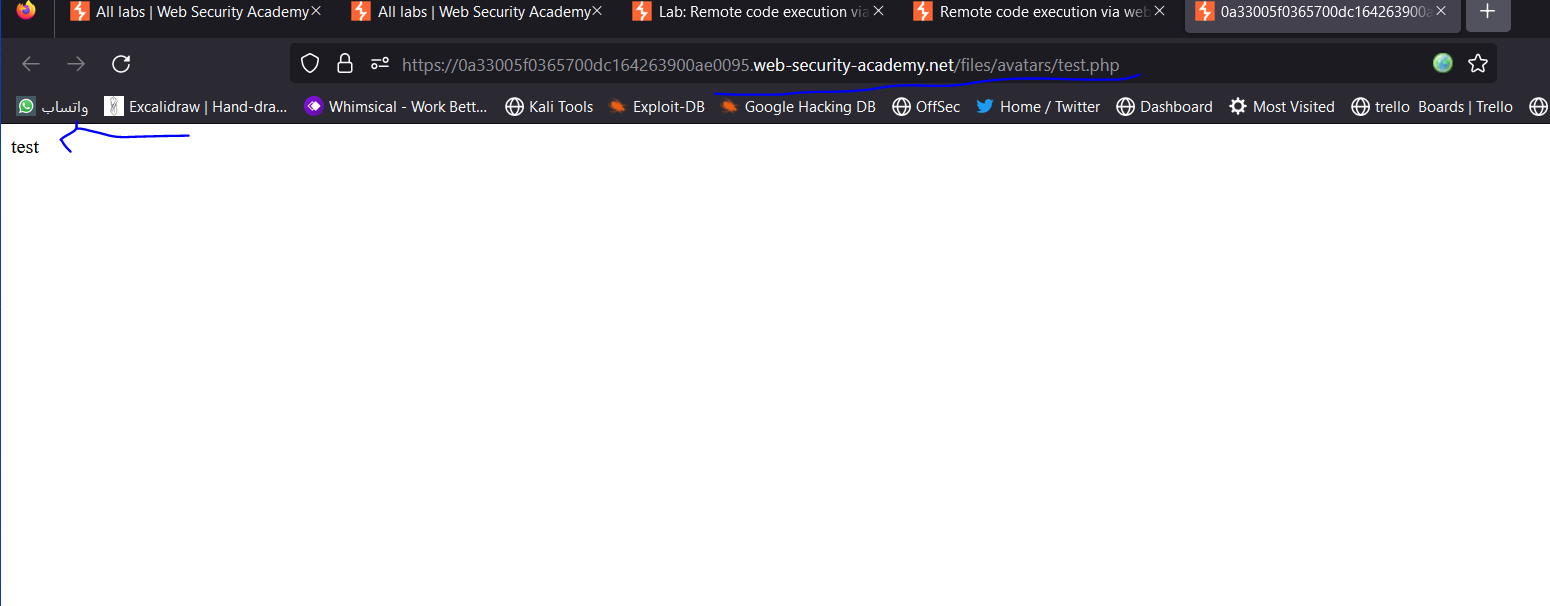 All labs | Web Security Academy All labs | Web Security Academy Lab: Remote code execution via Remote code execution via web 0a33005f0365700dc164263900a
https://0a33005f0365700dc164263900ae0095.web-security-academy.net/files/avatars/test.php
واتساب Excalidraw | Hand-dra... Whimsical - Work Bett... Kali Tools Exploit-DB Google Hacking DB OffSec Home / Twitter Dashboard Most Visited trello Boards | Trello
test